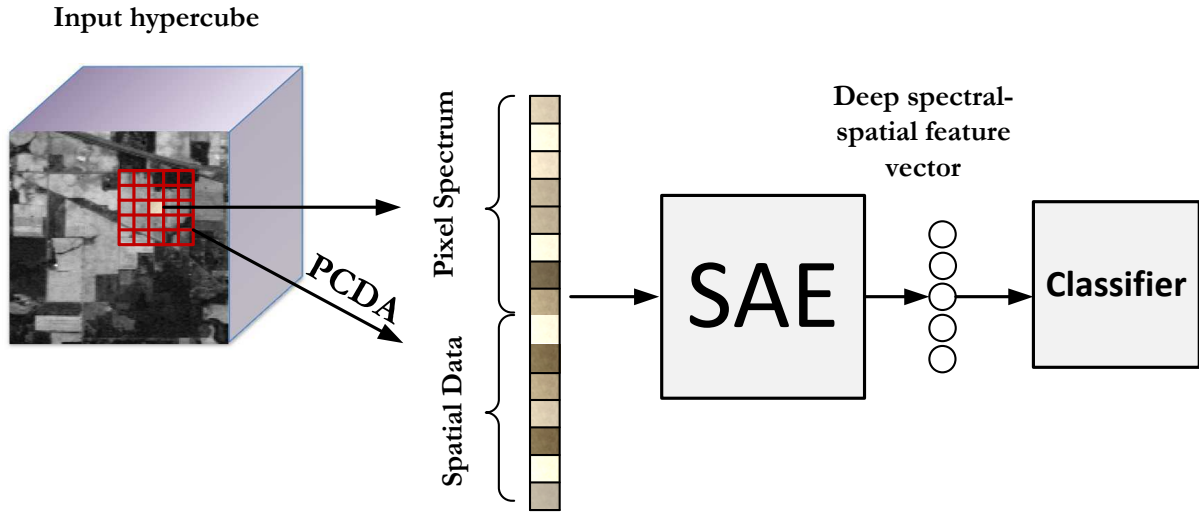 Input hypercube
PCDA
Pixel Spectrum
Spatial Data
SAE
Deep spectral-
spatial feature
vector
Classifier